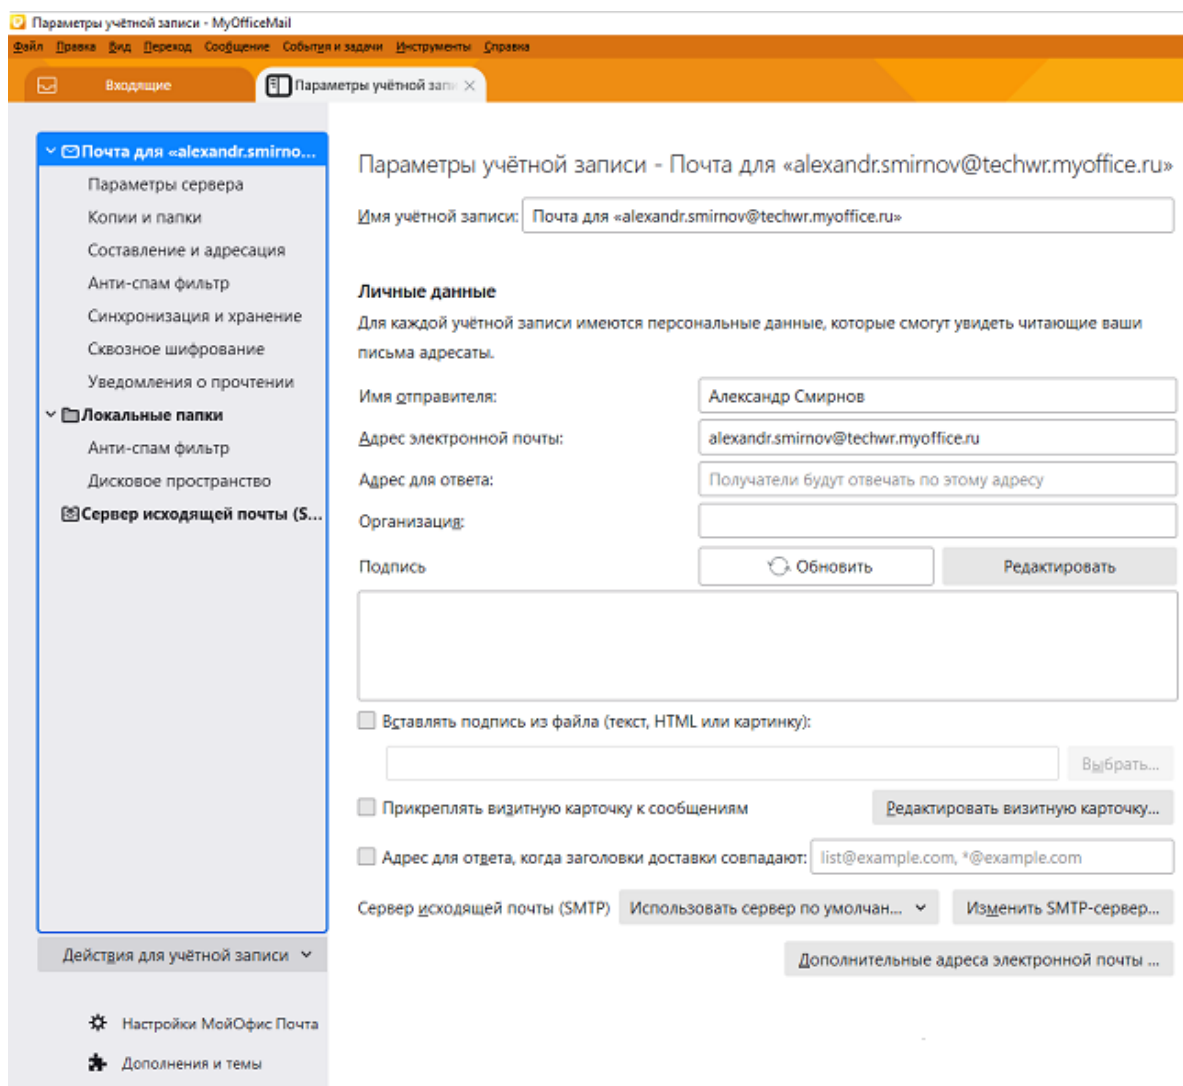 Параметры учётной записи - MyOfficeMail
Файл Правка Вид Переход Сообщение События и задачи Инструменты Справка
Входящие
Параметры учётной запи
Почта для «alexandr.smirno...
Параметры сервера
Копии и папки
Составление и адресация
Анти-спам фильтр
Синхронизация и хранение
Сквозное шифрование
Уведомления о прочтении
Локальные папки
Анти-спам фильтр
Дисковое пространство
Сервер исходящей почты (S...
Действия для учётной записи
Настройки МойОфис Почта
Дополнения и темы
Параметры учётной записи - Почта для «alexandr.smirnov@techwr.myoffice.ru»
Имя учётной записи: Почта для «alexandr.smirnov@techwr.myoffice.ru»
Личные данные
Для каждой учётной записи имеются персональные данные, которые смогут увидеть читающие ваши
письма адресаты.
Имя отправителя: Александр Смирнов
Адрес электронной почты: alexandr.smirnov@techwr.myoffice.ru
Адрес для ответа: Получатели будут отвечать по этому адресу
Организация:
Подпись Обновить Редактировать
Вставлять подпись из файла (текст, HTML или картинку):
Выбрать...
Прикреплять визитную карточку к сообщениям Редактировать визитную карточку...
Адрес для ответа, когда заголовки доставки совпадают: list@example.com, *@example.com
Сервер исходящей почты (SMTP) Использовать сервер по умолчан... Изменить SMTP-сервер...
Дополнительные адреса электронной почты ...